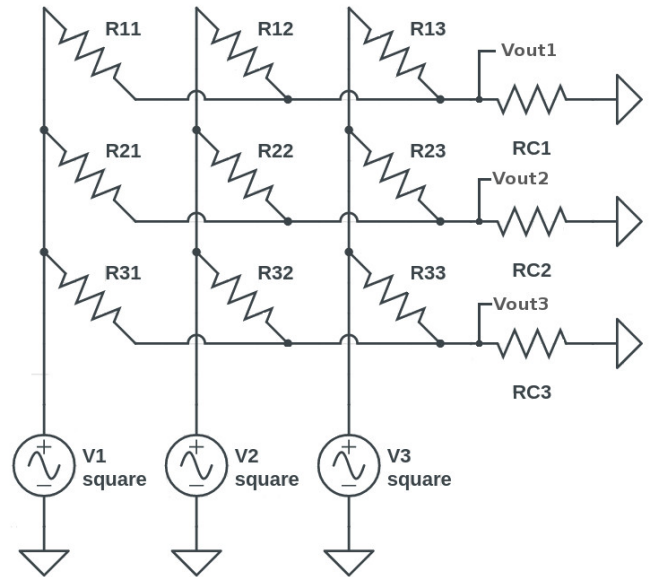 R11
R12
R13
Vout1
RC1
R21
R22
R23
Vout2
RC2
R31
R32
R33
Vout3
RC3
V1
square
V2
square
V3
square